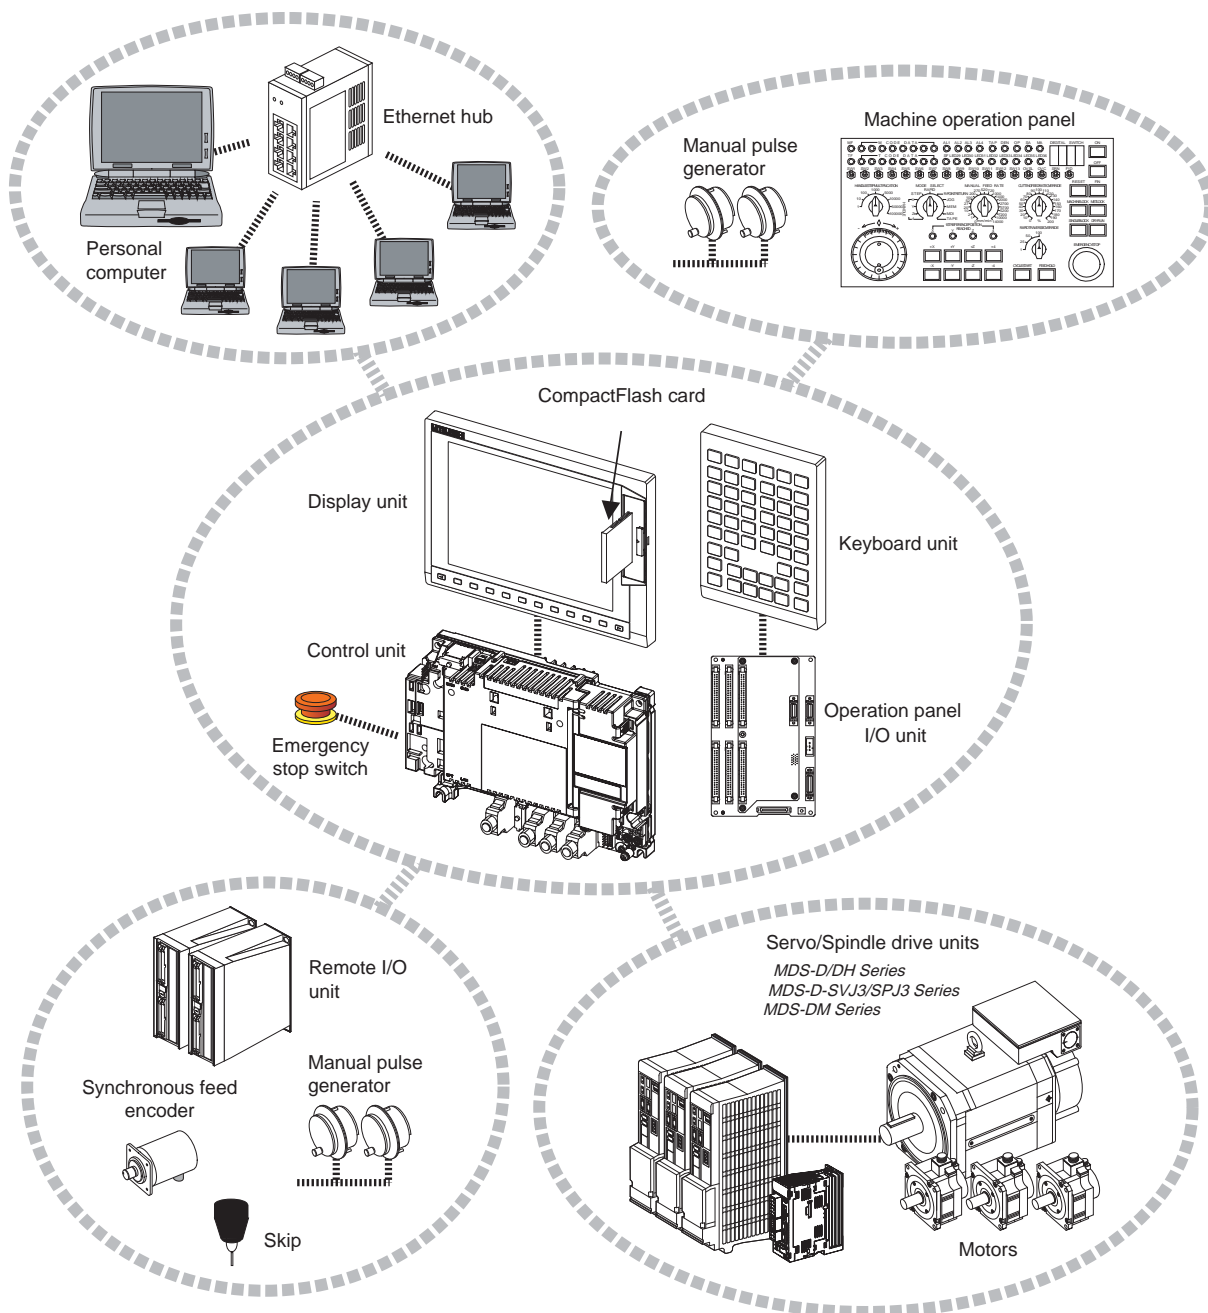 Ethernet hub
Personal
computer
Manual pulse
generator
Machine operation panel
ON
OFF
CompactFlash card
Display unit
Keyboard unit
Control unit
Emergency
stop switch
Operation panel
I/O unit
Remote I/O
unit
Synchronous feed
encoder
Manual pulse
generator
Skip
Servo/Spindle drive units
MDS-D/DH Series
MDS-D-SVJ3/SPJ3 Series
MDS-DM Series
Motors